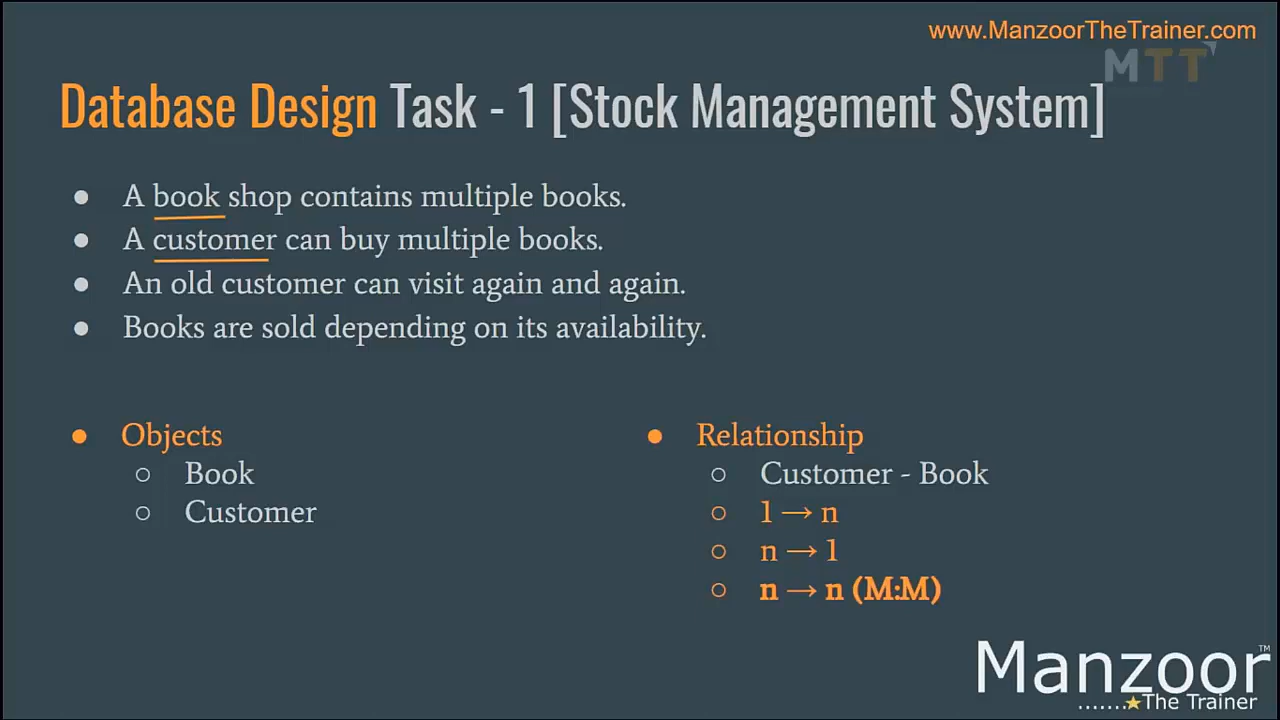 www.ManzoorTheTrainer.com
MTT
Database Design Task - 1 [Stock Management System]
● A book shop contains multiple books.
● A customer can buy multiple books.
● An old customer can visit again and again.
● Books are sold depending on its availability.
● Objects
○ Book
○ Customer
● Relationship
○ Customer - Book
○ 1 → n
○ n → 1
○ n → n (M:M)
Manzoor™
......★The Trainer